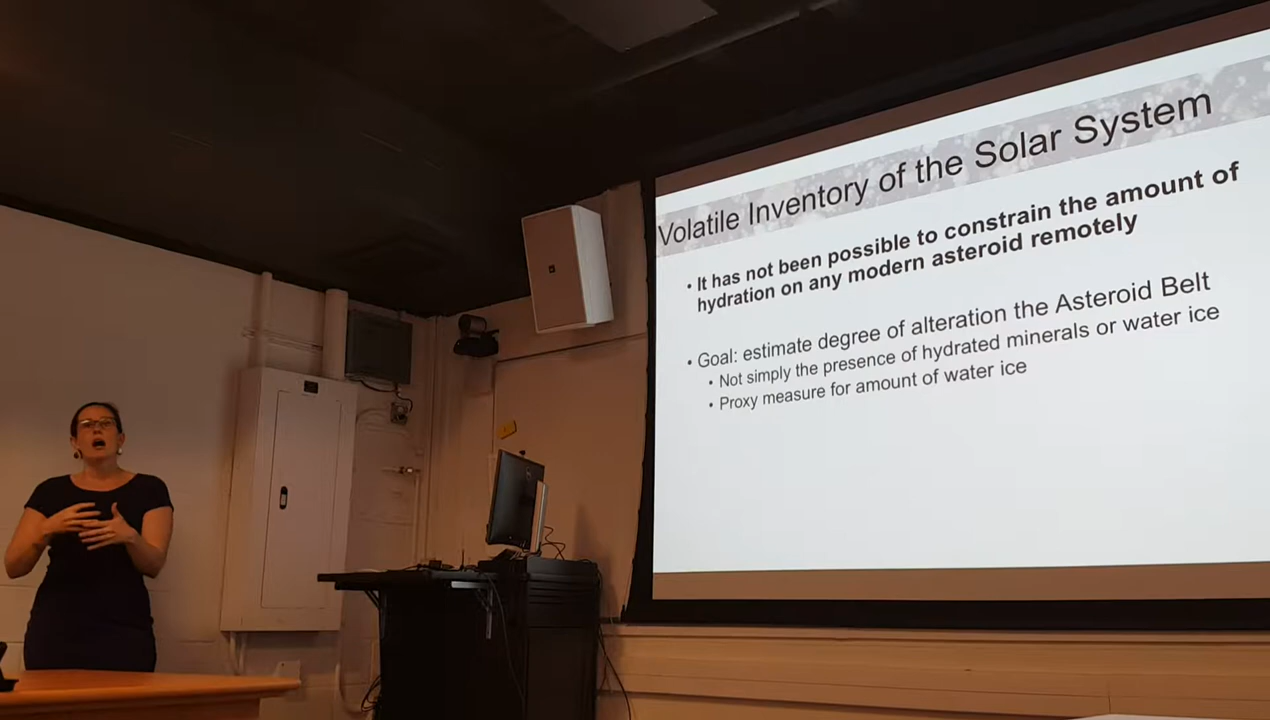 Volatile Inventory of the Solar System
• It has not been possible to constrain the amount of
hydration on any modern asteroid remotely
• Goal: estimate degree of alteration the Asteroid Belt
• Not simply the presence of hydrated minerals or water ice
• Proxy measure for amount of water ice